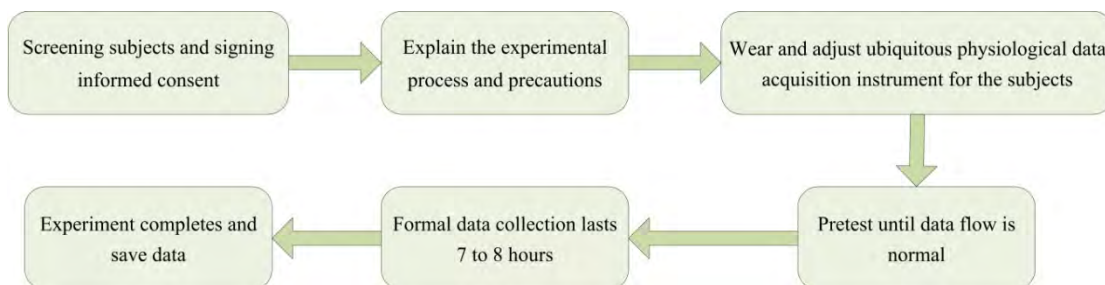 Screening subjects and signing
informed consent
Explain the experimental
process and precautions
Wear and adjust ubiquitous physiological data
acquisition instrument for the subjects
Pretest until data flow is
normal
Formal data collection lasts
7 to 8 hours
Experiment completes and
save data